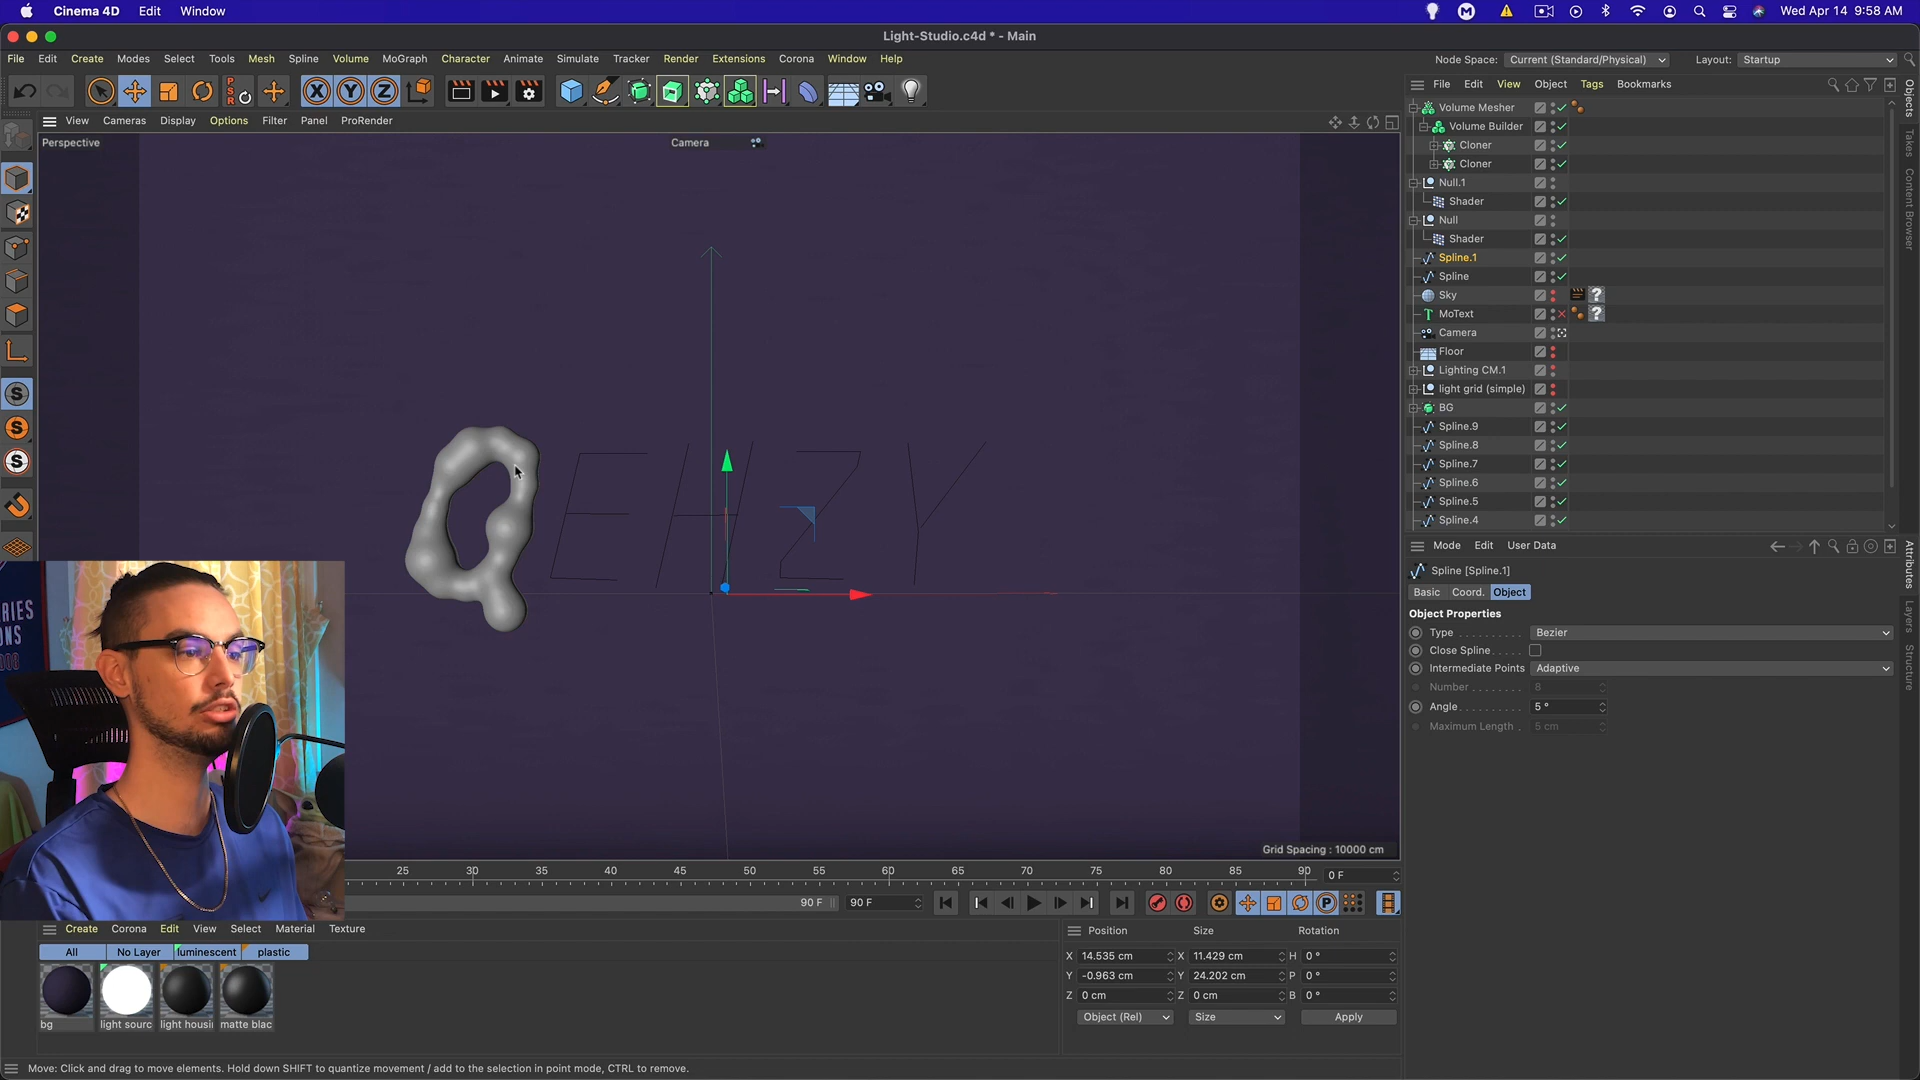 Cinema 4D Edit Window
Wed Apr 14 9:58 AM
Light-Studio.c4d * - Main
File Edit Create Modes Select Tools Mesh Spline Volume MoGraph Character Animate Simulate Tracker Render Extensions Corona Window Help
Node Space: Current (Standard/Physical) Layout: Startup
File Edit View Object Tags Bookmarks
View Cameras Display Options Filter Panel ProRender
Perspective
Camera
Volume Mesher
Volume Builder
Cloner
Cloner
Null.1
Shader
Null
Shader
Spline.1
Spline
Sky
MoText
Camera
Floor
Lighting CM.1
light grid (simple)
BG
Spline.9
Spline.8
Spline.7
Spline.6
Spline.5
Spline.4
Objects
Takes
Content Browser
Q E H Z Y
Mode Edit User Data
Spline [Spline.1]
Basic Coord. Object
Object Properties
Type Bezier
Close Spline
Intermediate Points Adaptive
Number 8
Angle 5 °
Maximum Length 5 cm
Attributes
Layers
Structure
Grid Spacing : 10000 cm
25 30 35 40 45 50 55 60 65 70 75 80 85 90 0 F
90 F 90 F
Create Corona Edit View Select Material Texture
All No Layer luminescent plastic
bg light sourc light housi matte blac
Position Size Rotation
X 14.535 cm X 11.429 cm H 0 °
Y -0.963 cm Y 24.202 cm P 0 °
Z 0 cm Z 0 cm B 0 °
Object (Rel) Size Apply
Move: Click and drag to move elements. Hold down SHIFT to quantize movement / add to the selection in point mode, CTRL to remove.